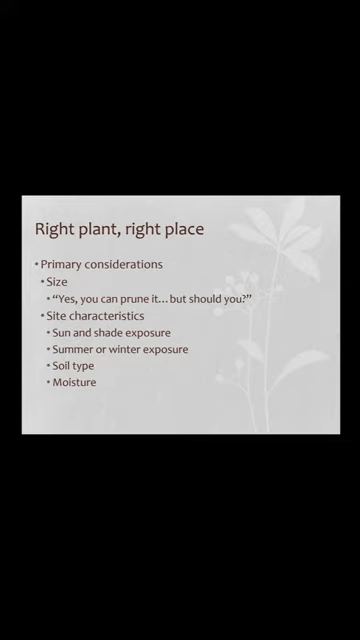 Right plant, right place
• Primary considerations
• Size
• “Yes, you can prune it… but should you?”
• Site characteristics
• Sun and shade exposure
• Summer or winter exposure
• Soil type
• Moisture